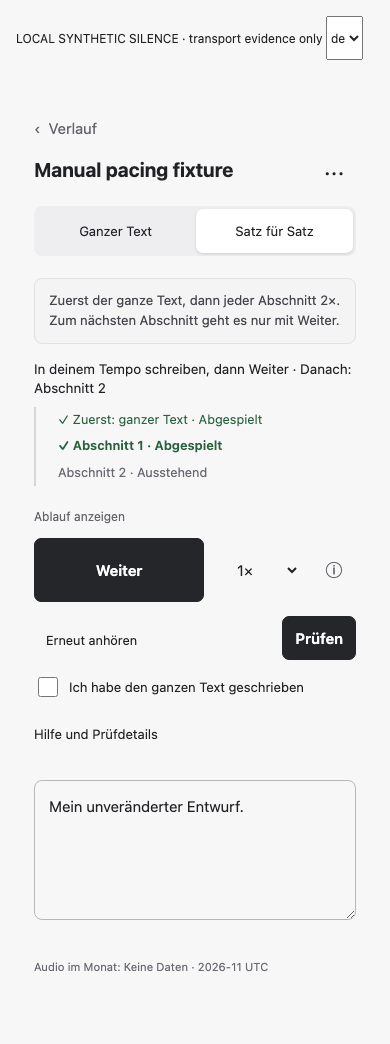 LOCAL SYNTHETIC SILENCE · transport evidence only de
‹ Verlauf
Manual pacing fixture ...
Ganzer Text Satz für Satz
Zuerst der ganze Text, dann jeder Abschnitt 2×.
Zum nächsten Abschnitt geht es nur mit Weiter.
In deinem Tempo schreiben, dann Weiter · Danach:
Abschnitt 2
✓ Zuerst: ganzer Text · Abgespielt
✓ Abschnitt 1 · Abgespielt
Abschnitt 2 · Ausstehend
Ablauf anzeigen
Weiter 1× ⓘ
Erneut anhören Prüfen
Ich habe den ganzen Text geschrieben
Hilfe und Prüfdetails
Mein unveränderter Entwurf.
Audio im Monat: Keine Daten · 2026-11 UTC